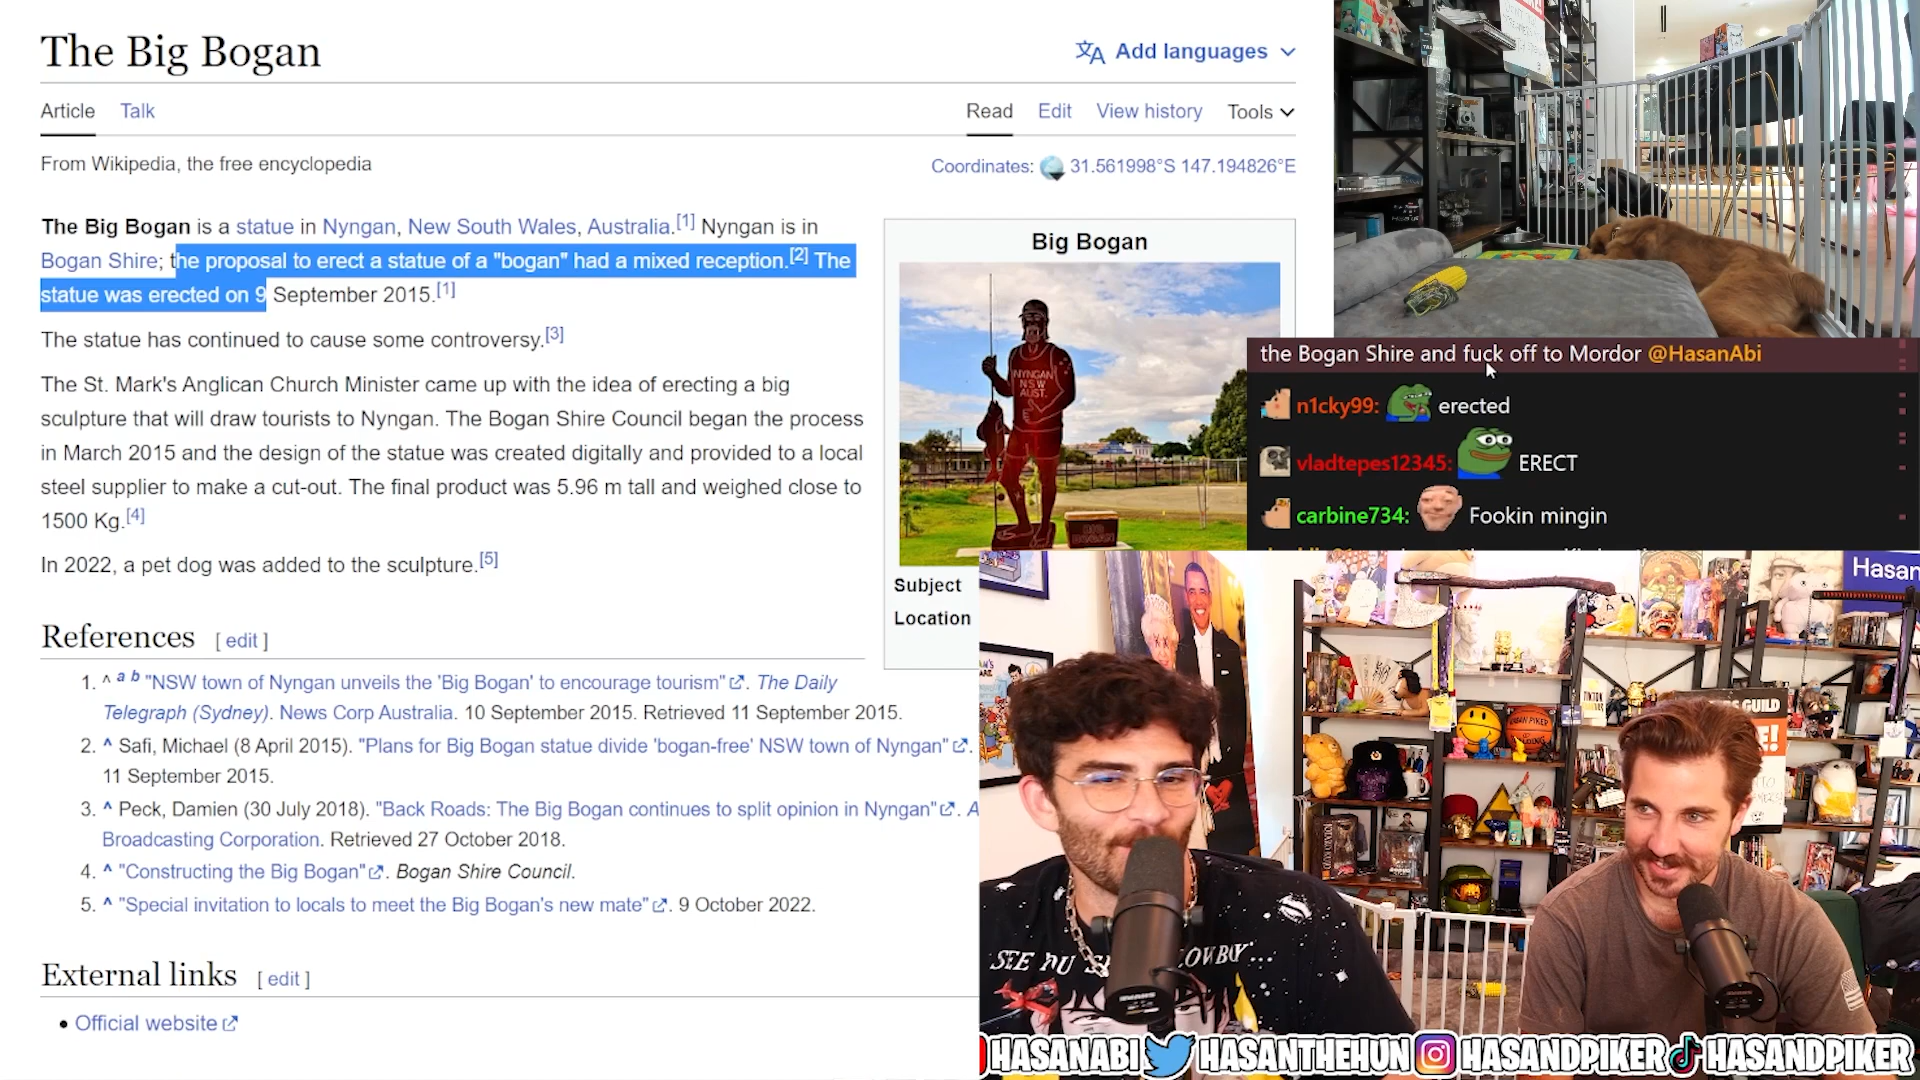 The Big Bogan
Add languages
Article Talk
Read Edit View history Tools
From Wikipedia, the free encyclopedia
Coordinates: 31.561998°S 147.194826°E
The Big Bogan is a statue in Nyngan, New South Wales, Australia.[1] Nyngan is in
Bogan Shire; the proposal to erect a statue of a "bogan" had a mixed reception.[2] The
statue was erected on 9 September 2015.[1]
The statue has continued to cause some controversy.[3]
The St. Mark's Anglican Church Minister came up with the idea of erecting a big
sculpture that will draw tourists to Nyngan. The Bogan Shire Council began the process
in March 2015 and the design of the statue was created digitally and provided to a local
steel supplier to make a cut-out. The final product was 5.96 m tall and weighed close to
1500 Kg.[4]
In 2022, a pet dog was added to the sculpture.[5]
Big Bogan
NYNGAN
NSW
AUST.
Subject
Location
References [ edit ]
1. ^ a b "NSW town of Nyngan unveils the 'Big Bogan' to encourage tourism". The Daily
Telegraph (Sydney). News Corp Australia. 10 September 2015. Retrieved 11 September 2015.
2. ^ Safi, Michael (8 April 2015). "Plans for Big Bogan statue divide 'bogan-free' NSW town of Nyngan".
11 September 2015.
3. ^ Peck, Damien (30 July 2018). "Back Roads: The Big Bogan continues to split opinion in Nyngan". A
Broadcasting Corporation. Retrieved 27 October 2018.
4. ^ "Constructing the Big Bogan". Bogan Shire Council.
5. ^ "Special invitation to locals to meet the Big Bogan's new mate". 9 October 2022.
External links [ edit ]
• Official website
the Bogan Shire and fuck off to Mordor @HasanAbi
n1cky99: erected
vladtepes12345: ERECT
carbine734: Fookin mingin
Hasan
GUILD
SEE YOU COWBOY...
HASANABI HASANTHEHUN HASANDPIKER HASANDPIKER